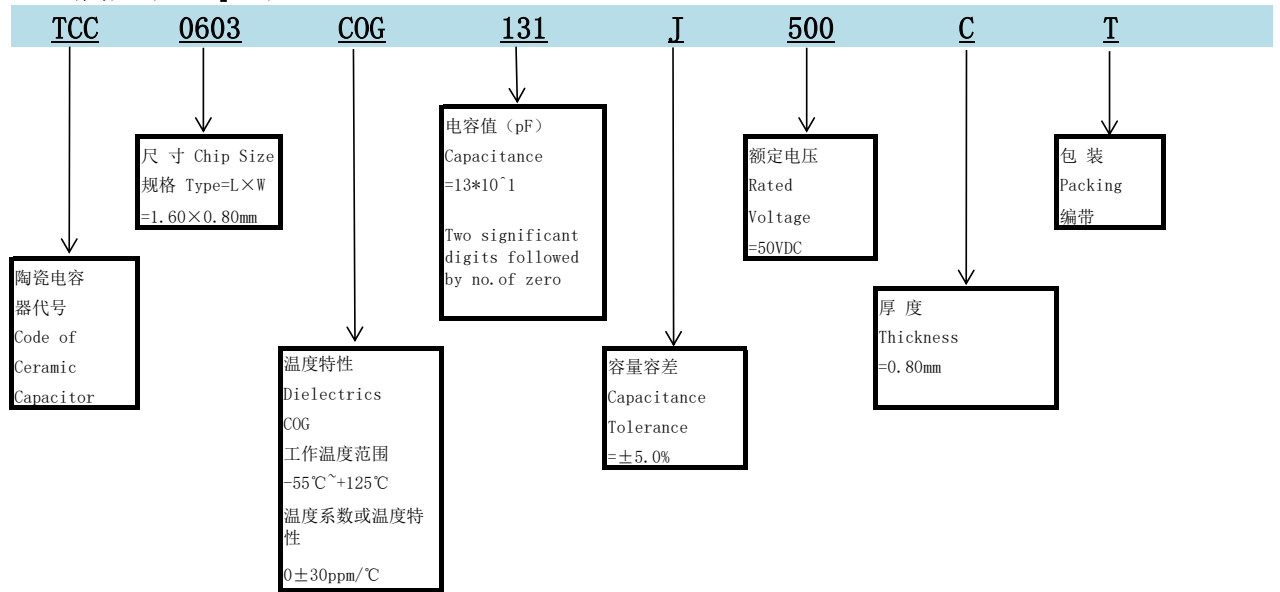 TCC 0603 COG 131 J 500 C T
陶瓷电容
器代号
Code of
Ceramic
Capacitor
尺 寸 Chip Size
规格 Type=L×W
=1.60×0.80mm
温度特性
Dielectrics
COG
工作温度范围
-55℃~+125℃
温度系数或温度特
性
0±30ppm/℃
电容值（pF）
Capacitance
=13*10^1
Two significant
digits followed
by no.of zero
容量容差
Capacitance
Tolerance
=±5.0%
额定电压
Rated
Voltage
=50VDC
厚 度
Thickness
=0.80mm
包 装
Packing
编带